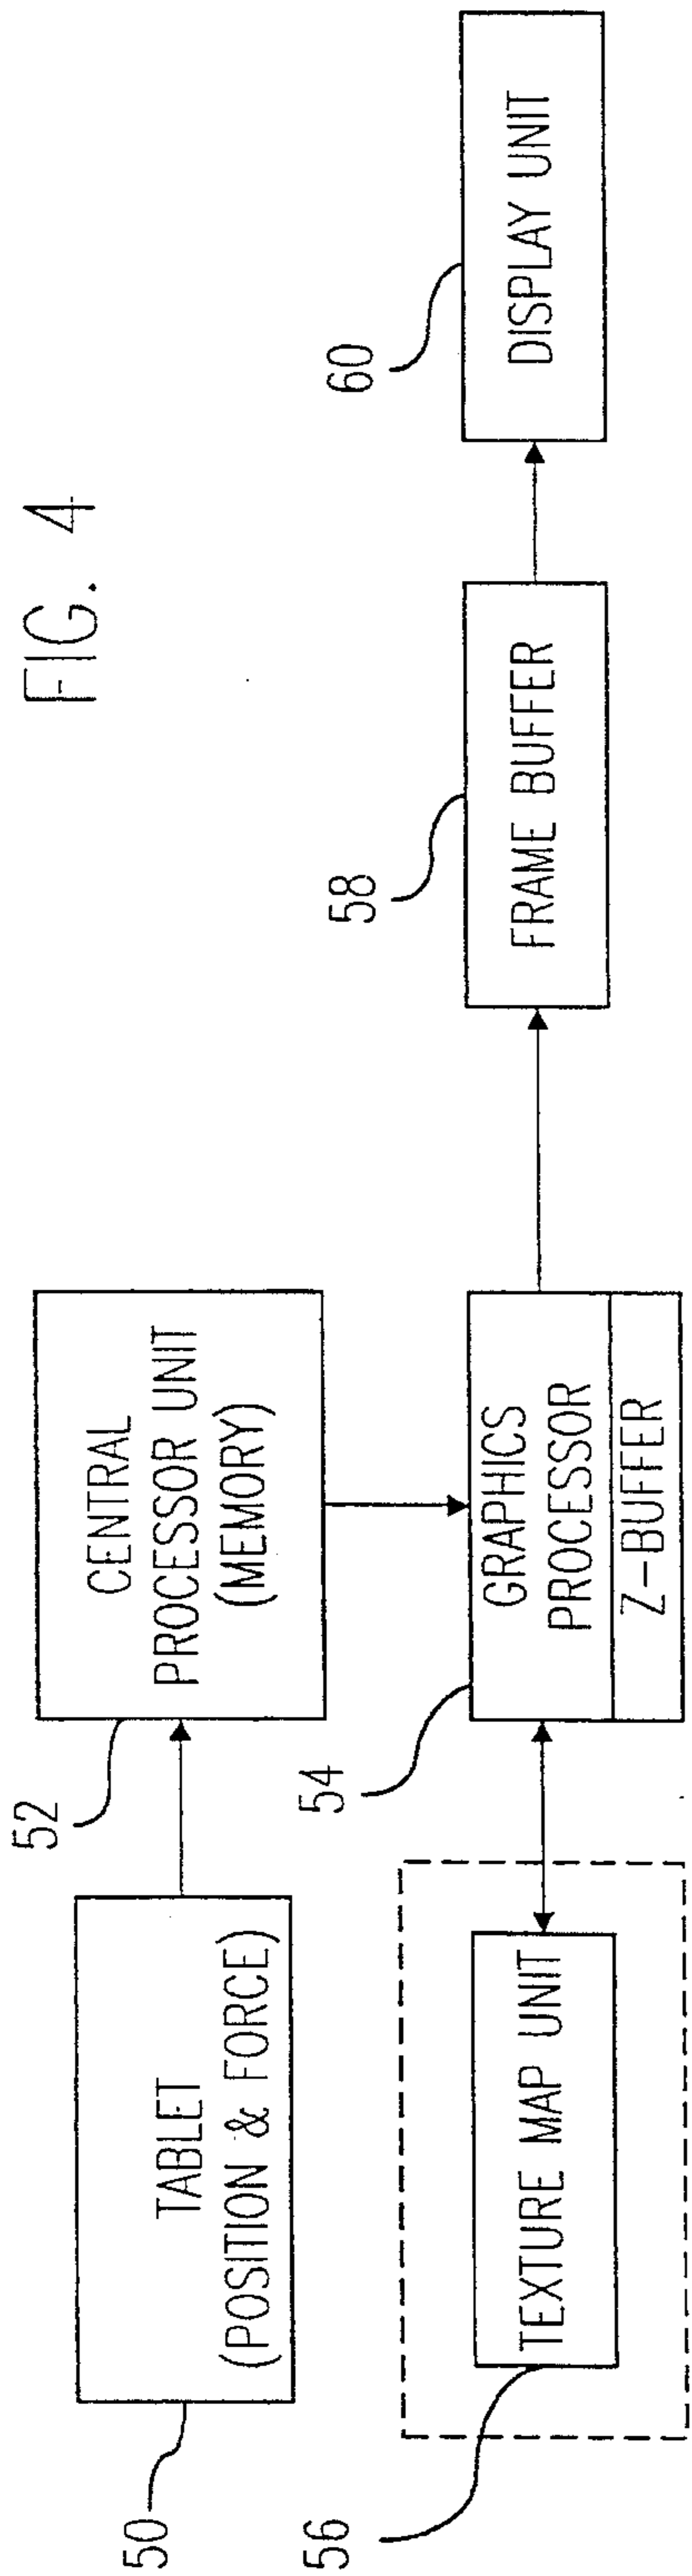 FIG. 4
50
TABLET
(POSITION & FORCE)
52
CENTRAL
PROCESSOR UNIT
(MEMORY)
56
TEXTURE MAP UNIT
54
GRAPHICS
PROCESSOR
Z-BUFFER
58
FRAME BUFFER
60
DISPLAY UNIT